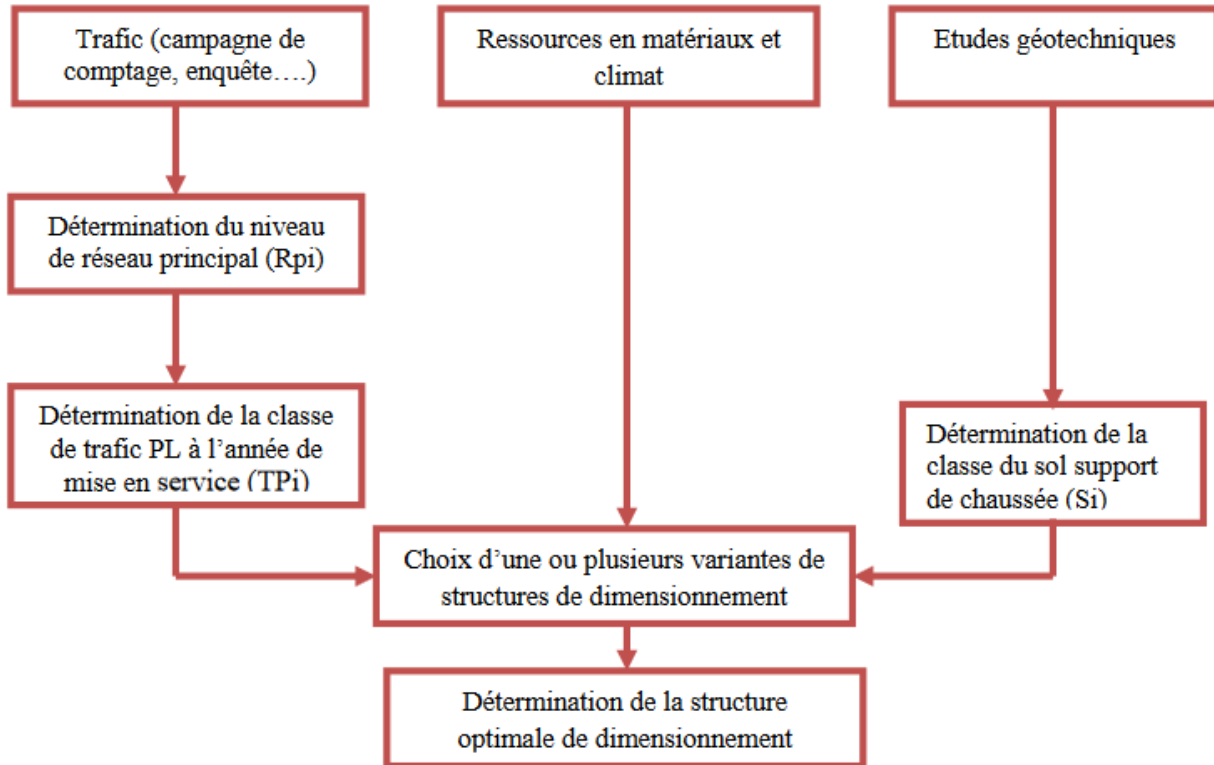 Trafic (campagne de
comptage, enquête….)
Ressources en matériaux et
climat
Etudes géotechniques
Détermination du niveau
de réseau principal (Rpi)
Détermination de la classe
de trafic PL à l’année de
mise en service (TPi)
Détermination de la
classe du sol support
de chaussée (Si)
Choix d’une ou plusieurs variantes de
structures de dimensionnement
Détermination de la structure
optimale de dimensionnement